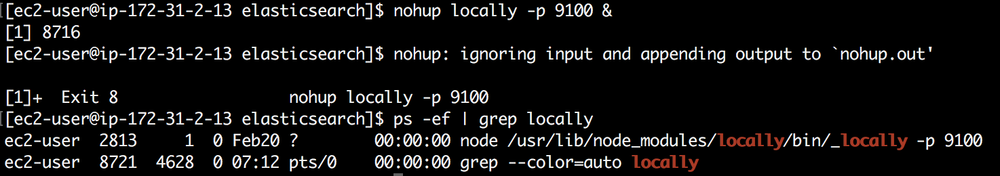 [ec2-user@ip-172-31-2-13 elasticsearch]$ nohup locally -p 9100 &
[1] 8716
[ec2-user@ip-172-31-2-13 elasticsearch]$ nohup: ignoring input and appending output to `nohup.out'
[1]+  Exit 8                  nohup locally -p 9100
[ec2-user@ip-172-31-2-13 elasticsearch]$ ps -ef | grep locally
ec2-user  2813     1  0 Feb20 ?        00:00:00 node /usr/lib/node_modules/locally/bin/_locally -p 9100
ec2-user  8721  4628  0 07:12 pts/0    00:00:00 grep --color=auto locally